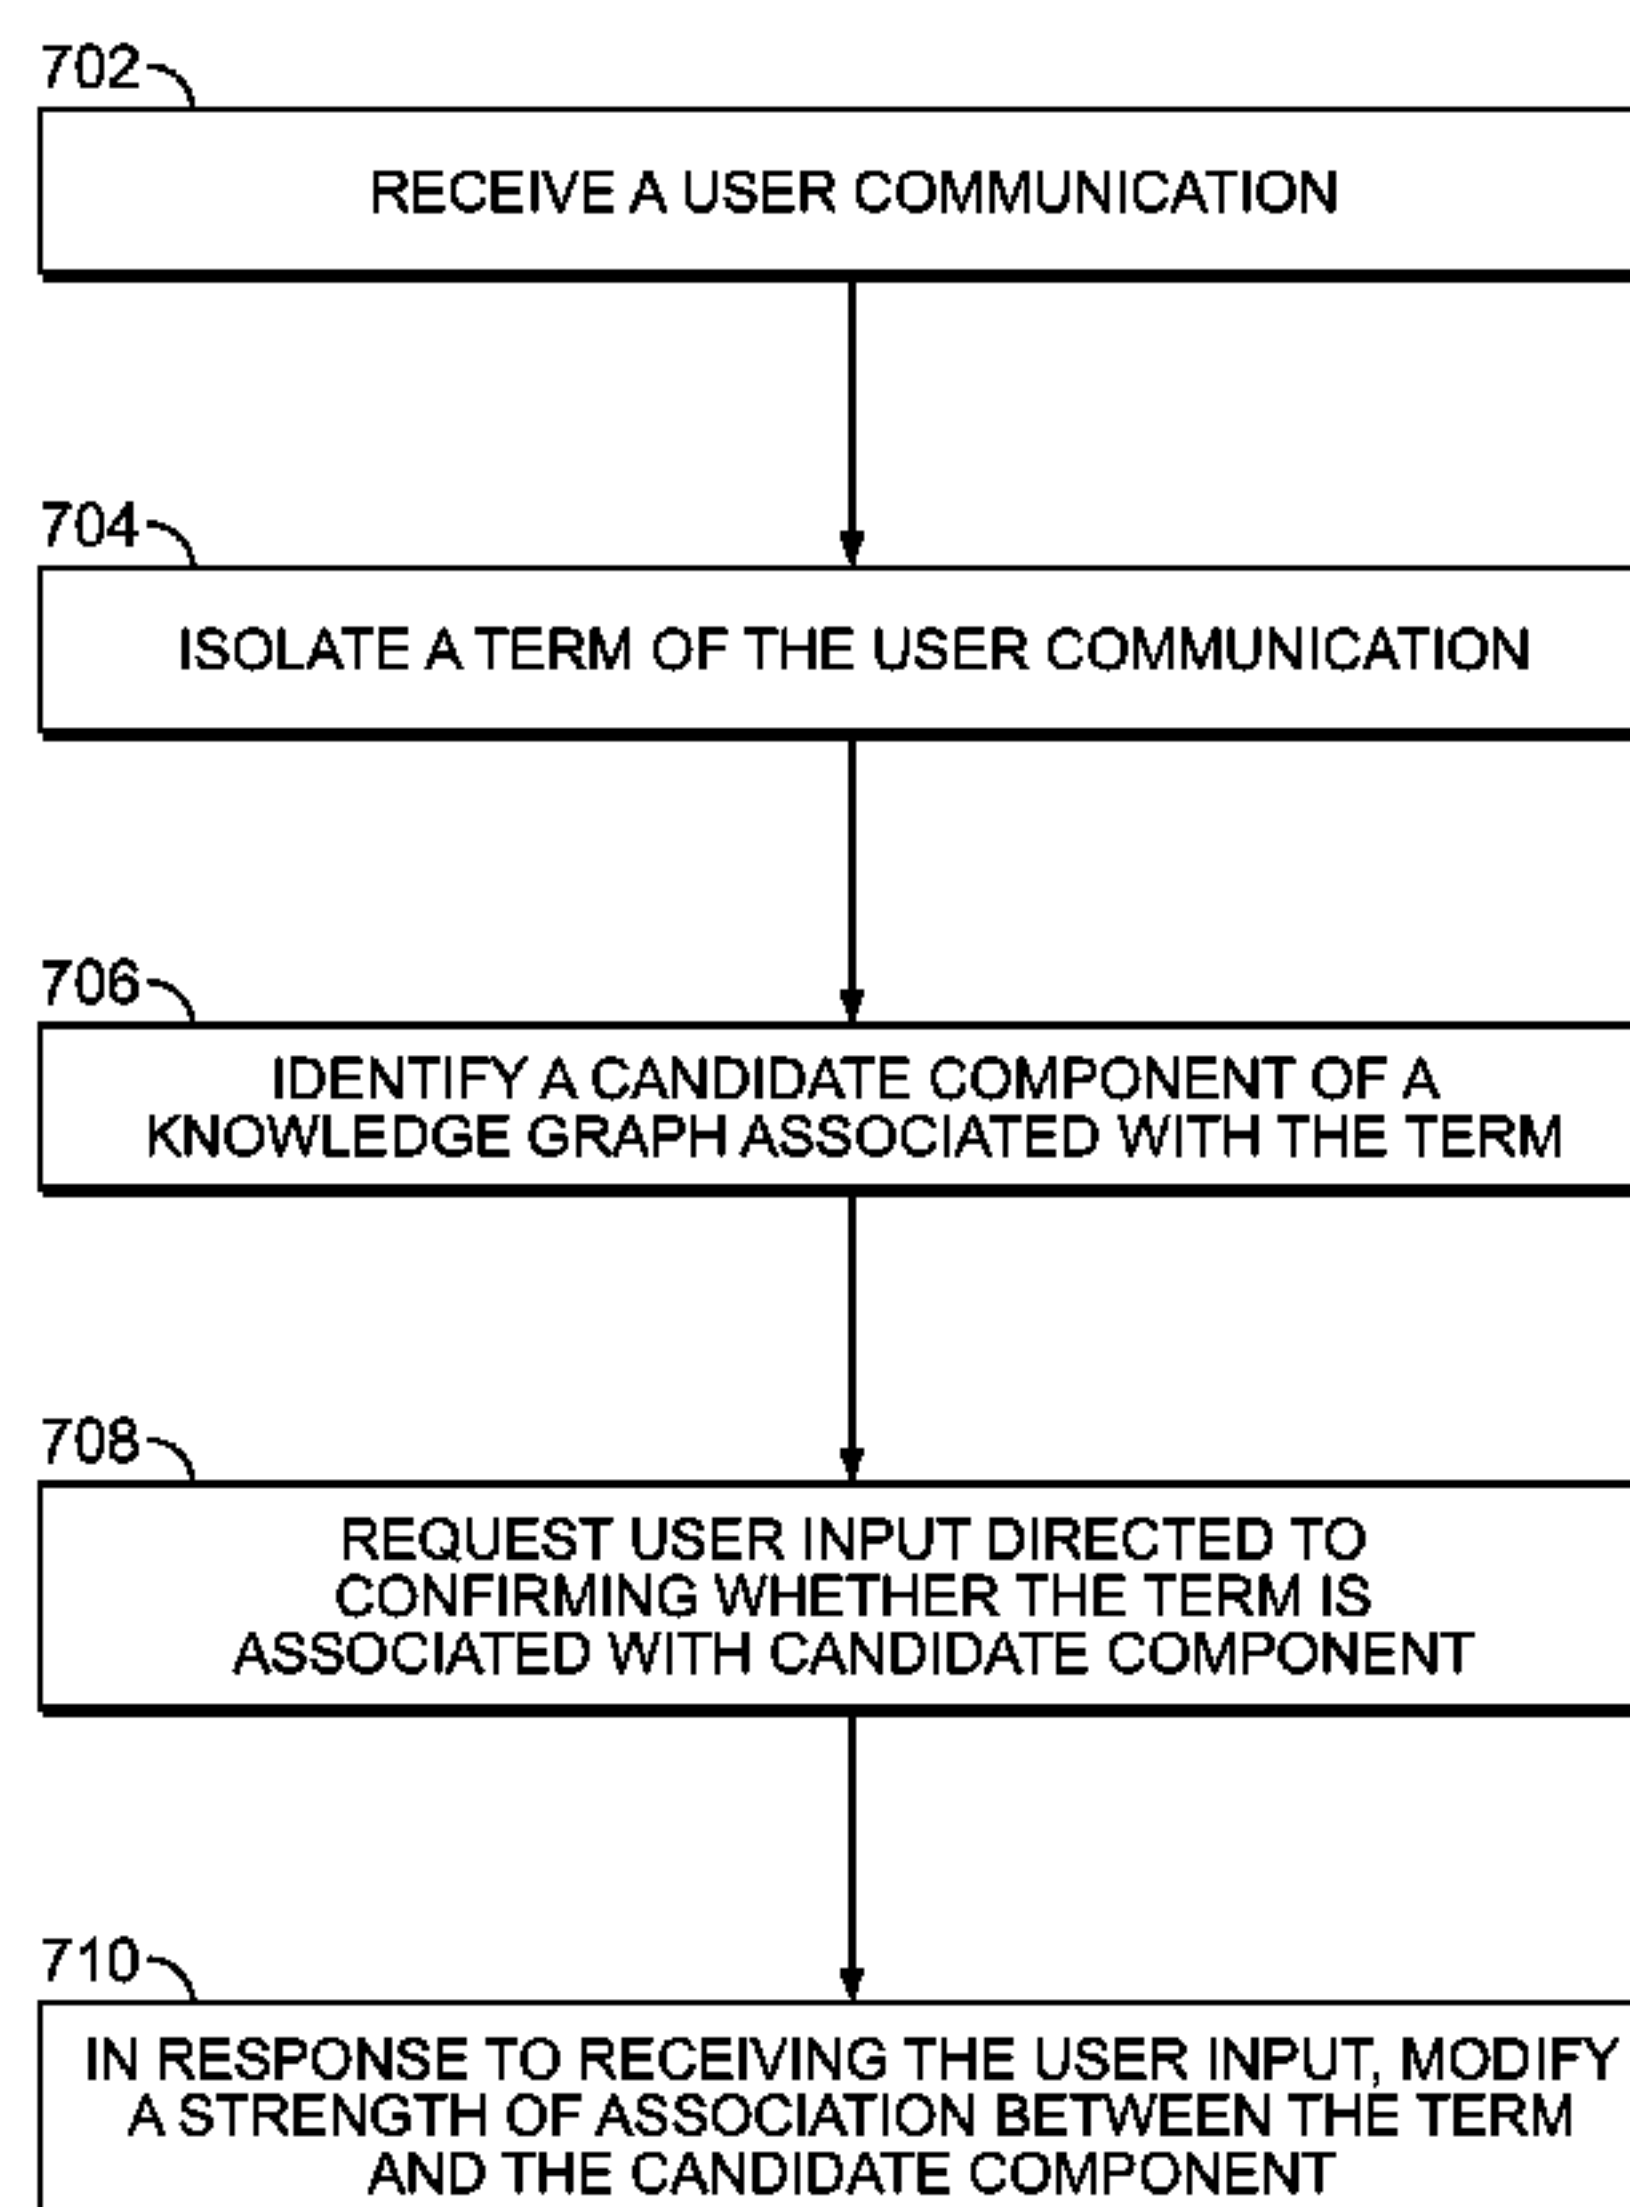 702
RECEIVE A USER COMMUNICATION
704
ISOLATE A TERM OF THE USER COMMUNICATION
706
IDENTIFY A CANDIDATE COMPONENT OF A
KNOWLEDGE GRAPH ASSOCIATED WITH THE TERM
708
REQUEST USER INPUT DIRECTED TO
CONFIRMING WHETHER THE TERM IS
ASSOCIATED WITH CANDIDATE COMPONENT
710
IN RESPONSE TO RECEIVING THE USER INPUT, MODIFY
A STRENGTH OF ASSOCIATION BETWEEN THE TERM
AND THE CANDIDATE COMPONENT